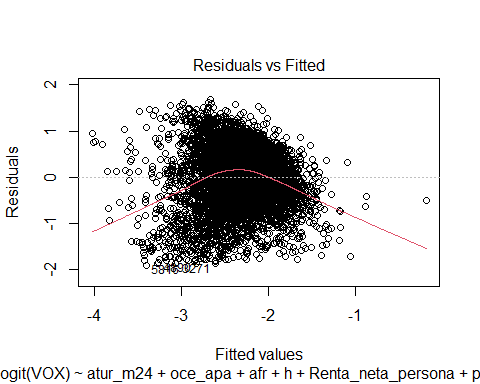 Residuals vs Fitted
Residuals
2
1
0
-1
-2
-4
-3
-2
-1
Fitted values
ogit(VOX) ~ atur_m24 + oce_apa + afr + h + Renta_neta_persona + p